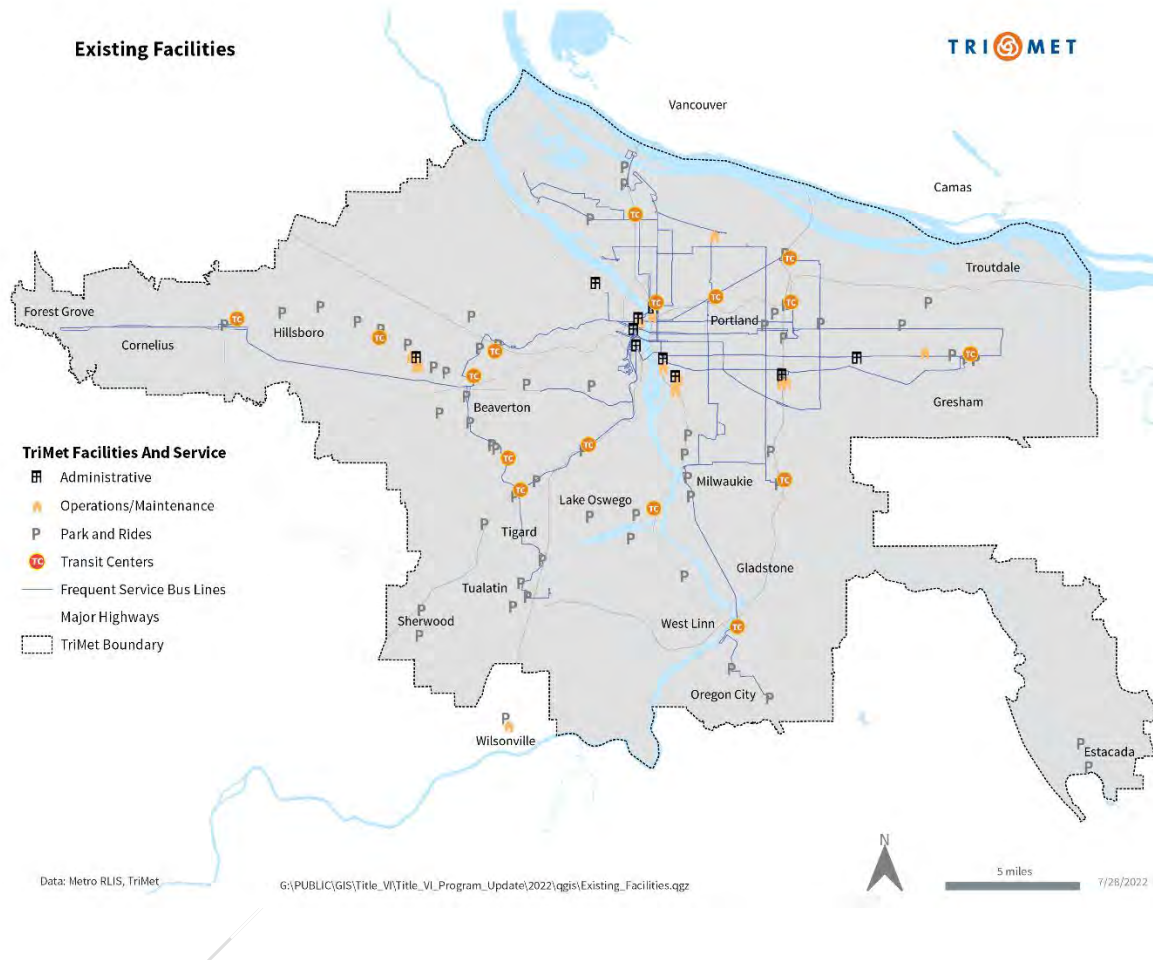 Existing Facilities
TRI MET
Vancouver
Camas
Troutdale
Forest Grove
Hillsboro
Cornelius
Portland
Beaverton
Gresham
TriMet Facilities And Service
Administrative
Operations/Maintenance
P Park and Rides
TC Transit Centers
Frequent Service Bus Lines
Major Highways
TriMet Boundary
Milwaukie
Lake Oswego
Tigard
Gladstone
Tualatin
Sherwood
West Linn
Oregon City
Wilsonville
Estacada
N
5 miles
7/28/2022
Data: Metro RLIS, TriMet
G:\PUBLIC\GIS\Title_VI\Title_VI_Program_Update\2022\qgis\Existing_Facilities.qgz